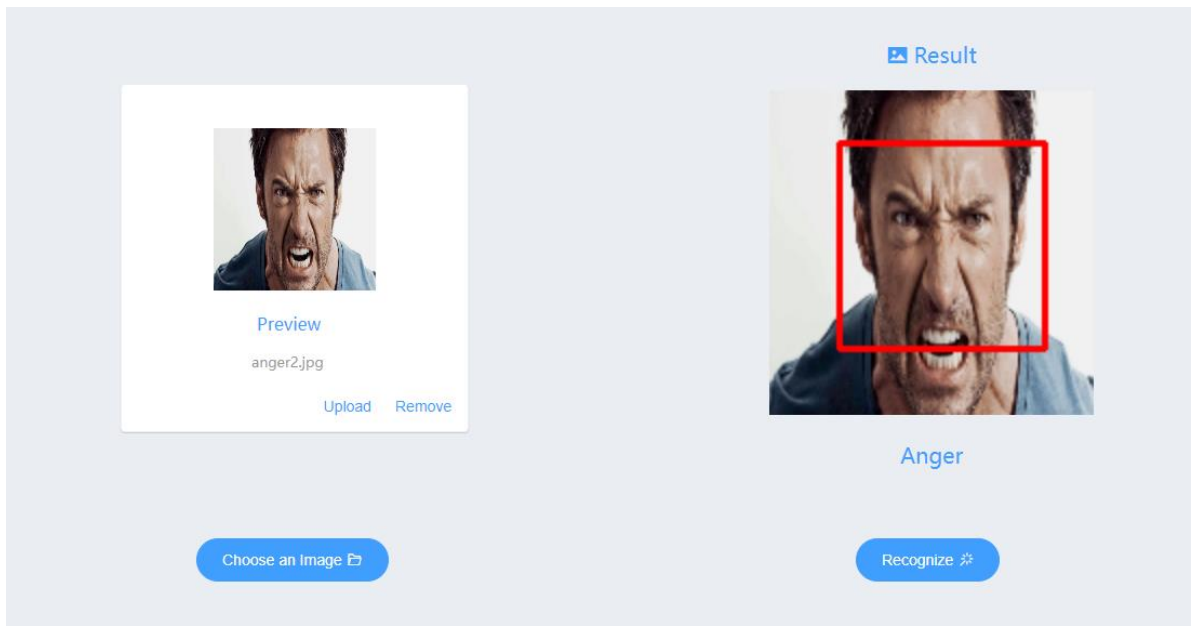 Result
Preview
anger2.jpg
Upload Remove
Anger
Choose an Image
Recognize